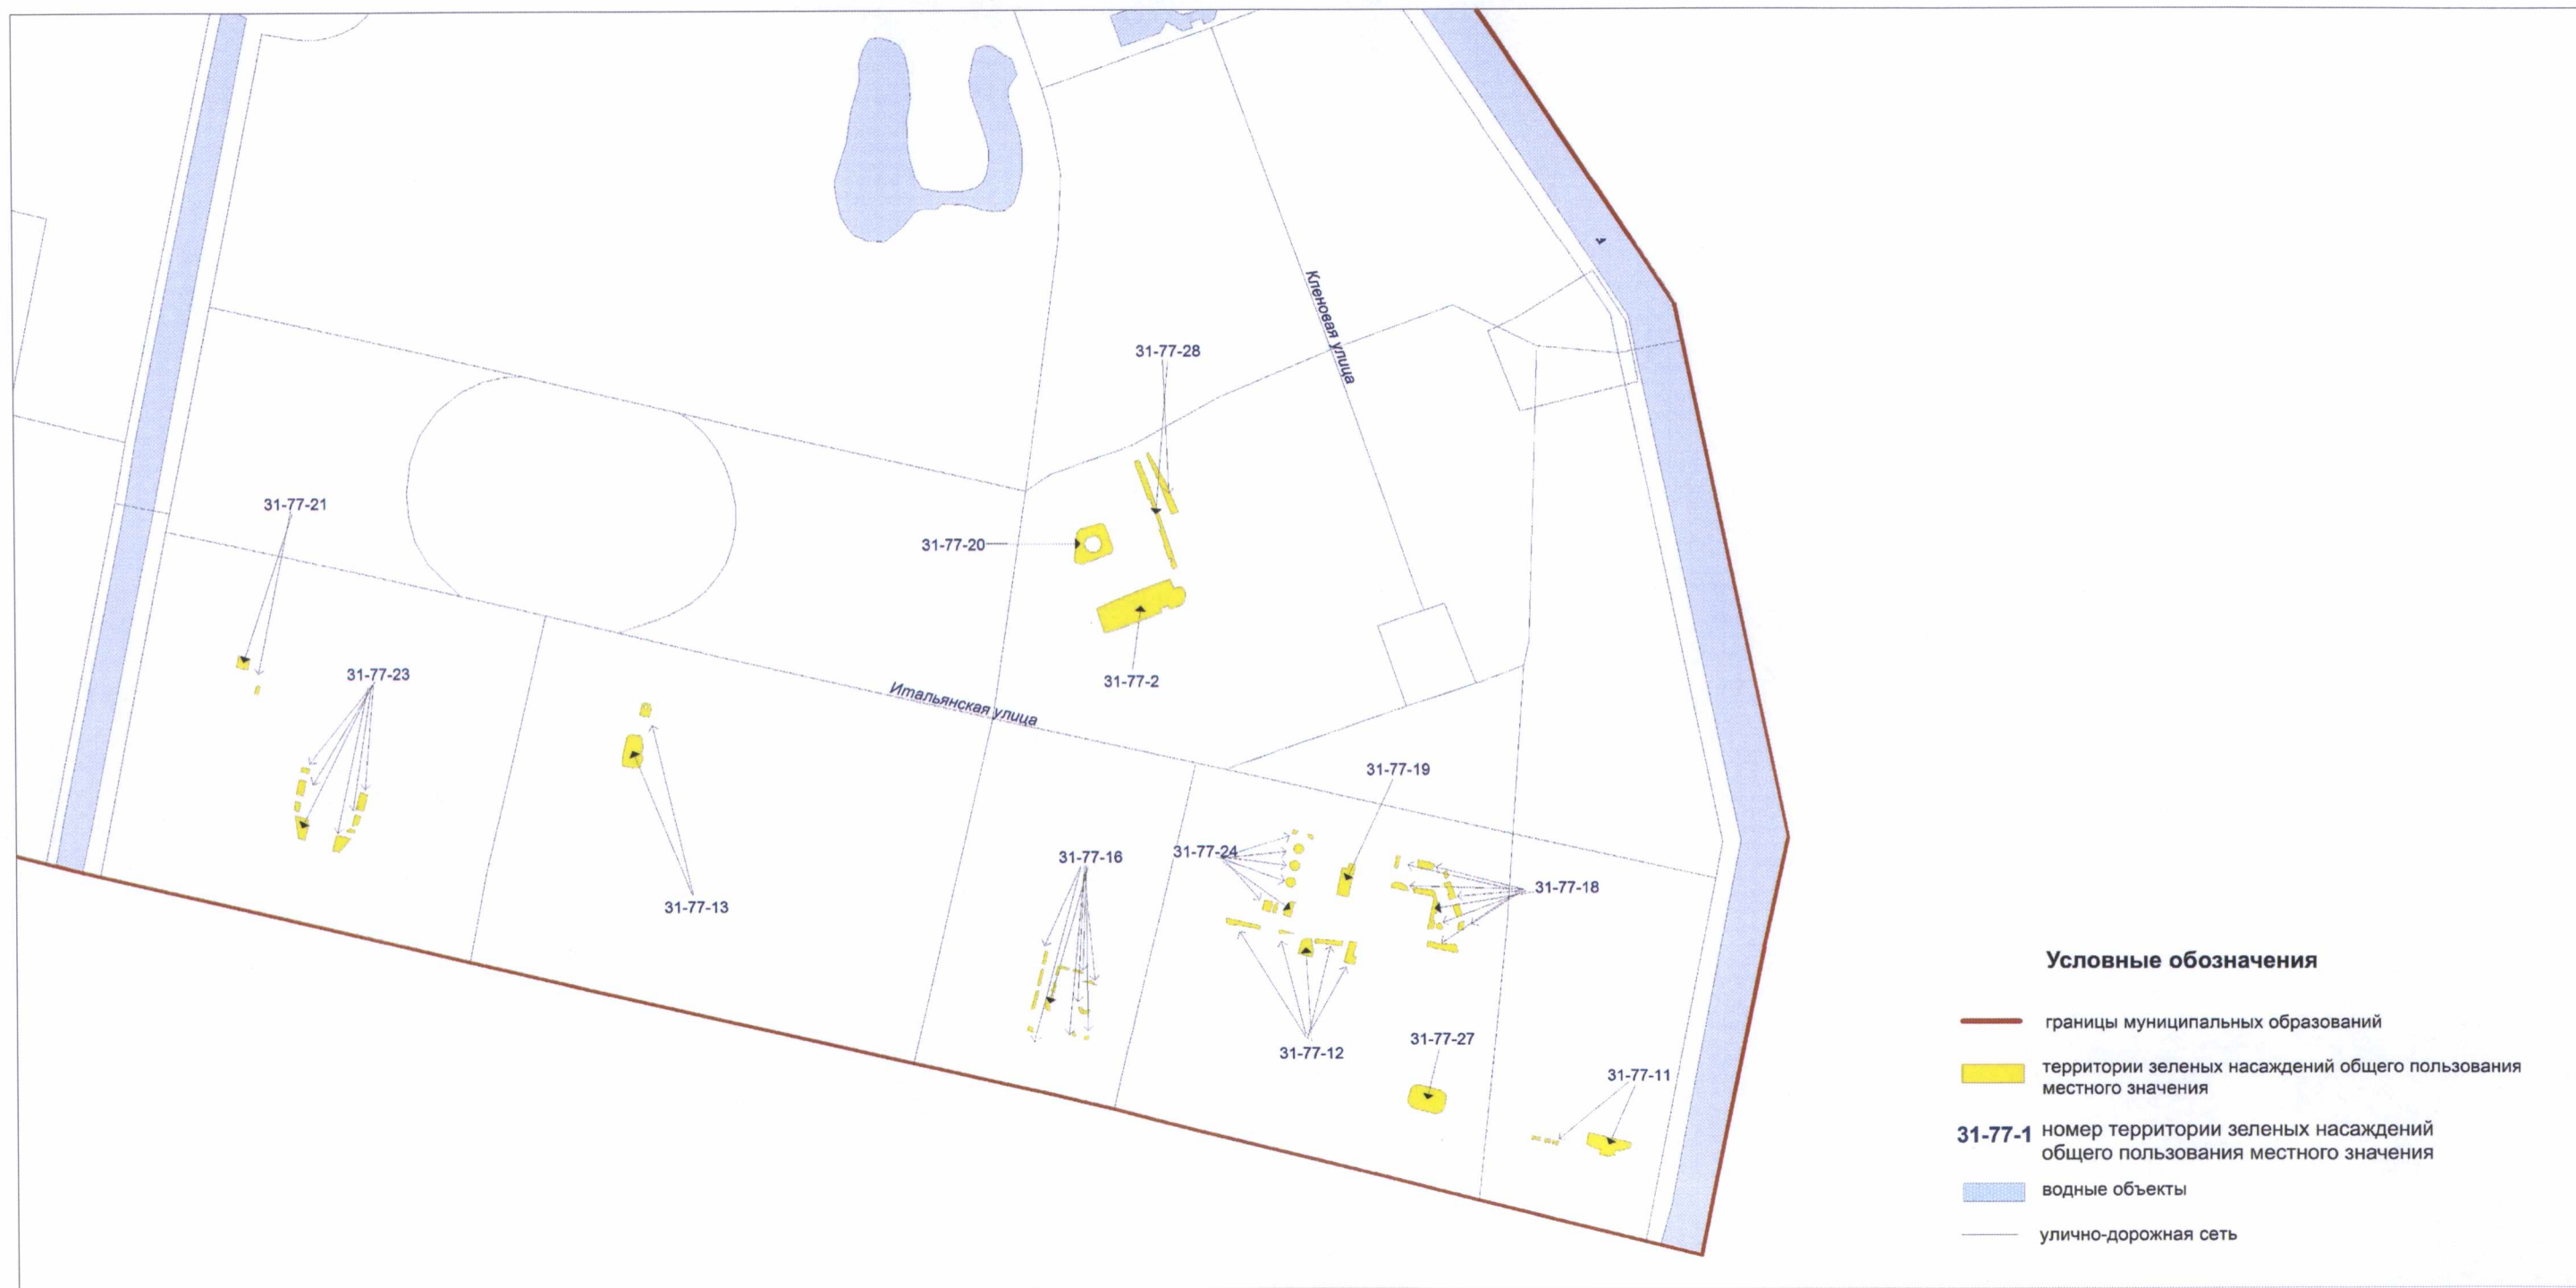 Кленовая улица
31-77-28
31-77-21
31-77-20
31-77-23
31-77-2
Итальянская улица
31-77-19
31-77-24
31-77-16
31-77-18
31-77-13
31-77-12
31-77-27
31-77-11
Условные обозначения
границы муниципальных образований
территории зеленых насаждений общего пользования
местного значения
31-77-1 номер территории зеленых насаждений
общего пользования местного значения
водные объекты
улично-дорожная сеть